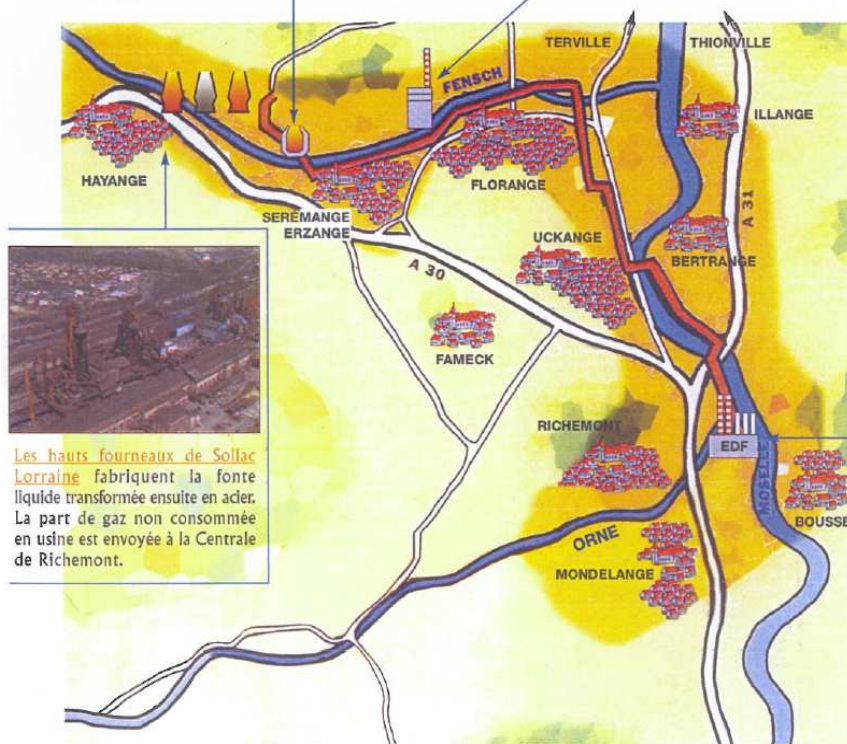 TERVILLE
THIONVILLE
FENSCH
ILLANGE
HAYANGE
FLORANGE
A 31
SERÉMANGE
ERZANGE
UCKANGE
BERTRANGE
A 30
FAMECK
RICHEMONT
EDF
MOSELLE
BOUSSE
ORNE
MONDELANGE
Les hauts fourneaux de Sollac
Lorraine fabriquent la fonte
liquide transformée ensuite en acier.
La part de gaz non consommée
en usine est envoyée à la Centrale
de Richemont.